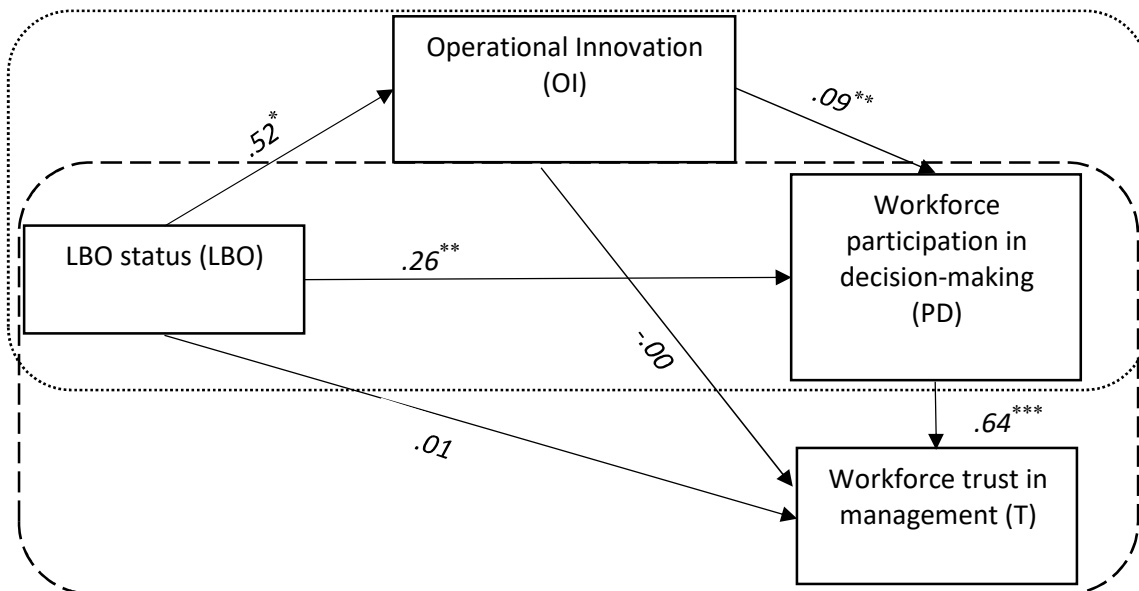 Operational Innovation
(OI)
.52*
.09**
LBO status (LBO)
.26**
Workforce
participation in
decision-making
(PD)
-.00
.01
.64***
Workforce trust in
management (T)